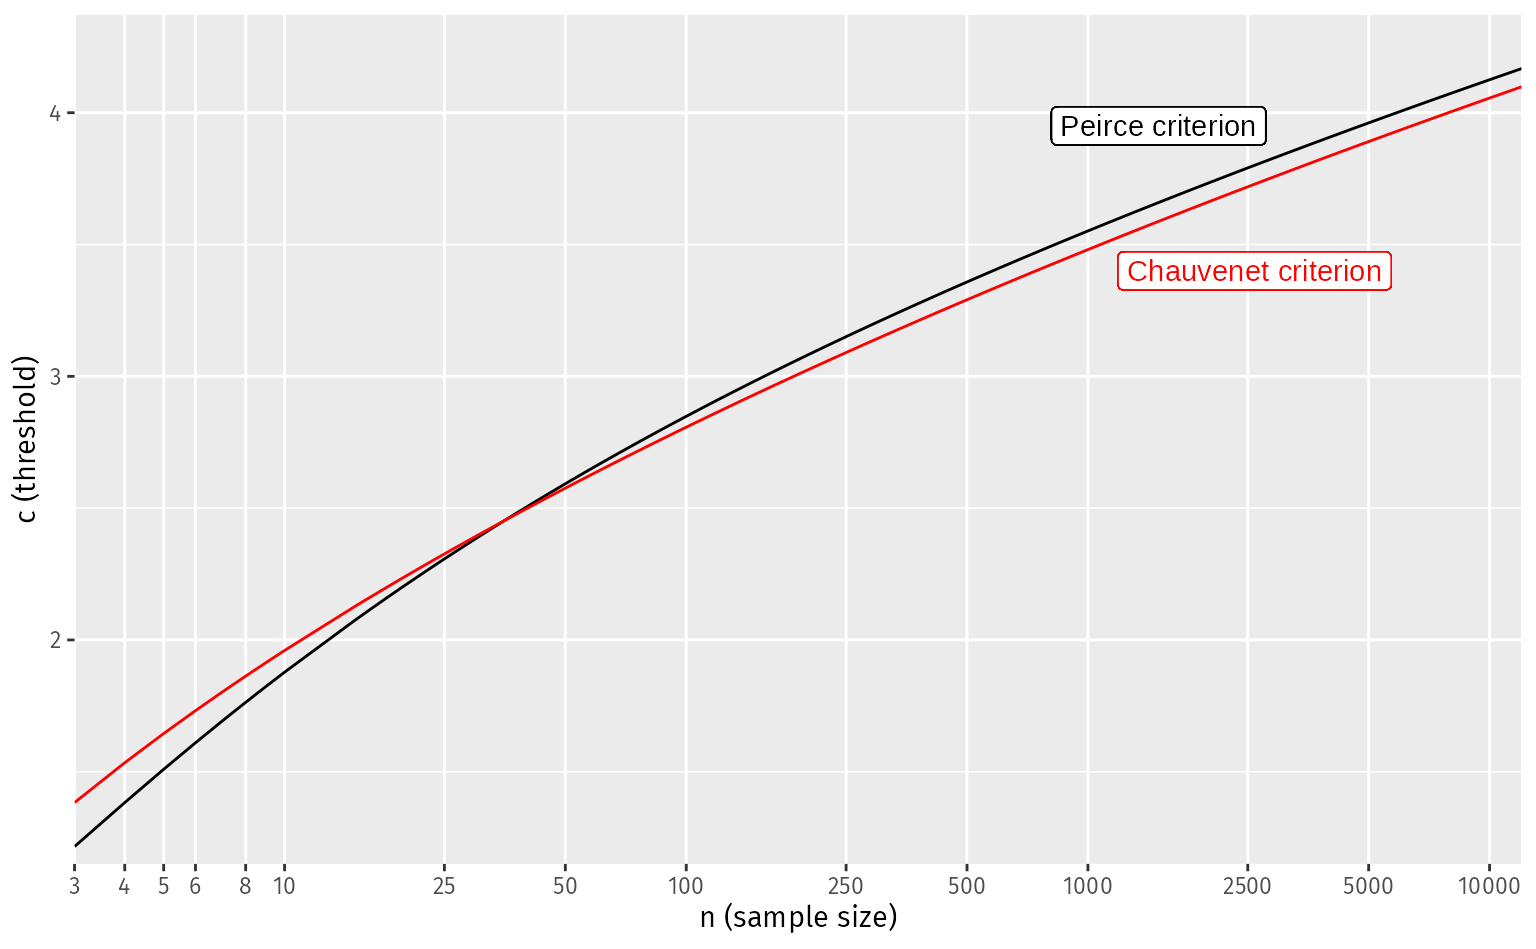 4
3
2
c (threshold)
Peirce criterion
Chauvenet criterion
3 4 5 6 8 10 25 50 100 250 500 1000 2500 5000 10000
n (sample size)